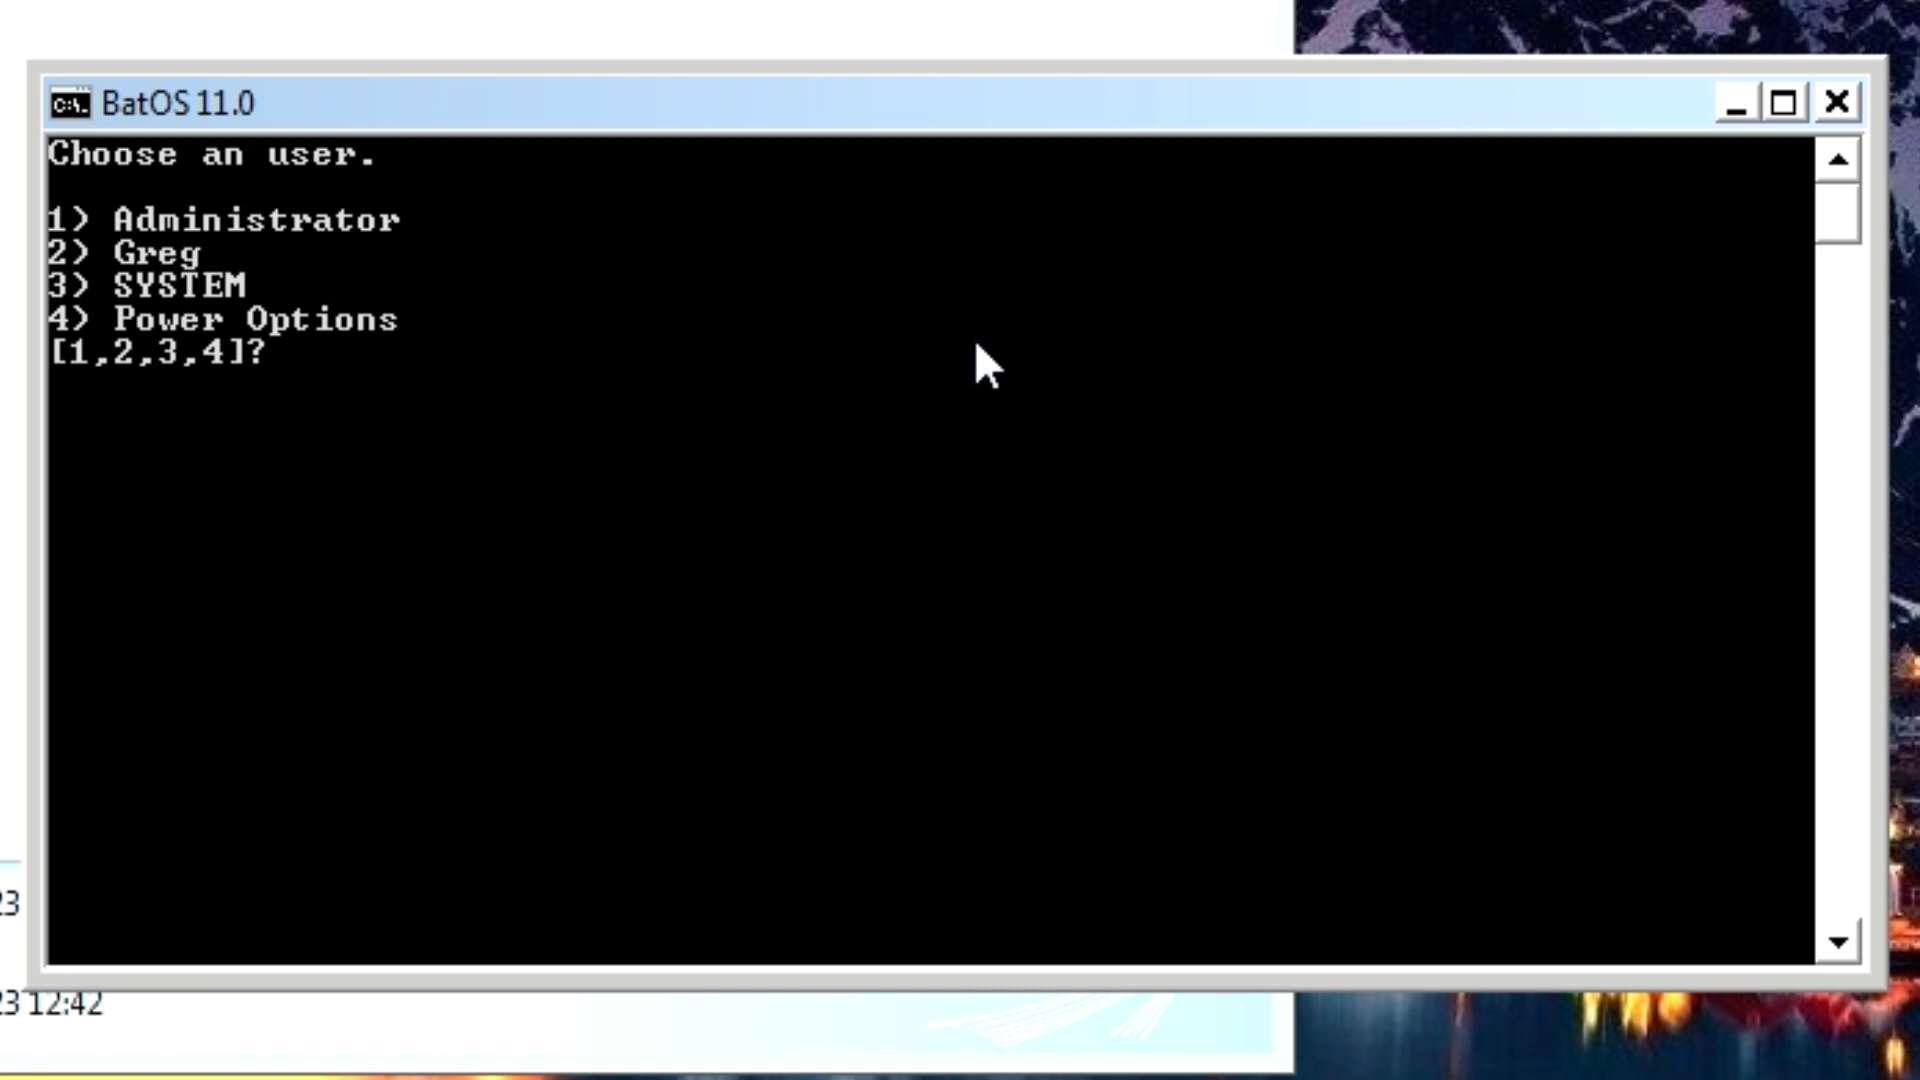 BatOS 11.0
Choose an user.
1) Administrator
2) Greg
3) SYSTEM
4) Power Options
[1,2,3,4]?
23
23 12:42